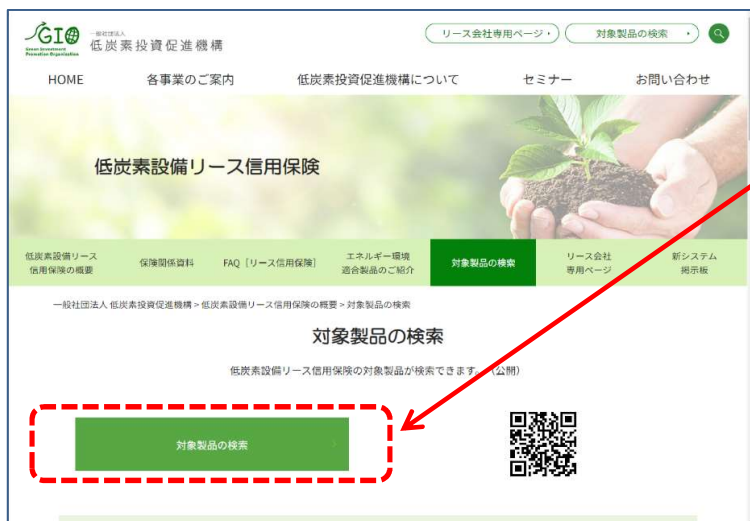 GIO
Green Investment
Promotion Organization
一般社団法人
低炭素投資促進機構
リース会社専用ページ
対象製品の検索
HOME
各事業のご案内
低炭素投資促進機構について
セミナー
お問い合わせ
低炭素設備リース信用保険
低炭素設備リース
信用保険の概要
保険関係資料
FAQ［リース信用保険］
エネルギー環境
適合製品のご紹介
対象製品の検索
リース会社
専用ページ
新システム
掲示板
一般社団法人 低炭素投資促進機構 > 低炭素設備リース信用保険の概要 > 対象製品の検索
対象製品の検索
低炭素設備リース信用保険の対象製品が検索できます。（公開）
対象製品の検索